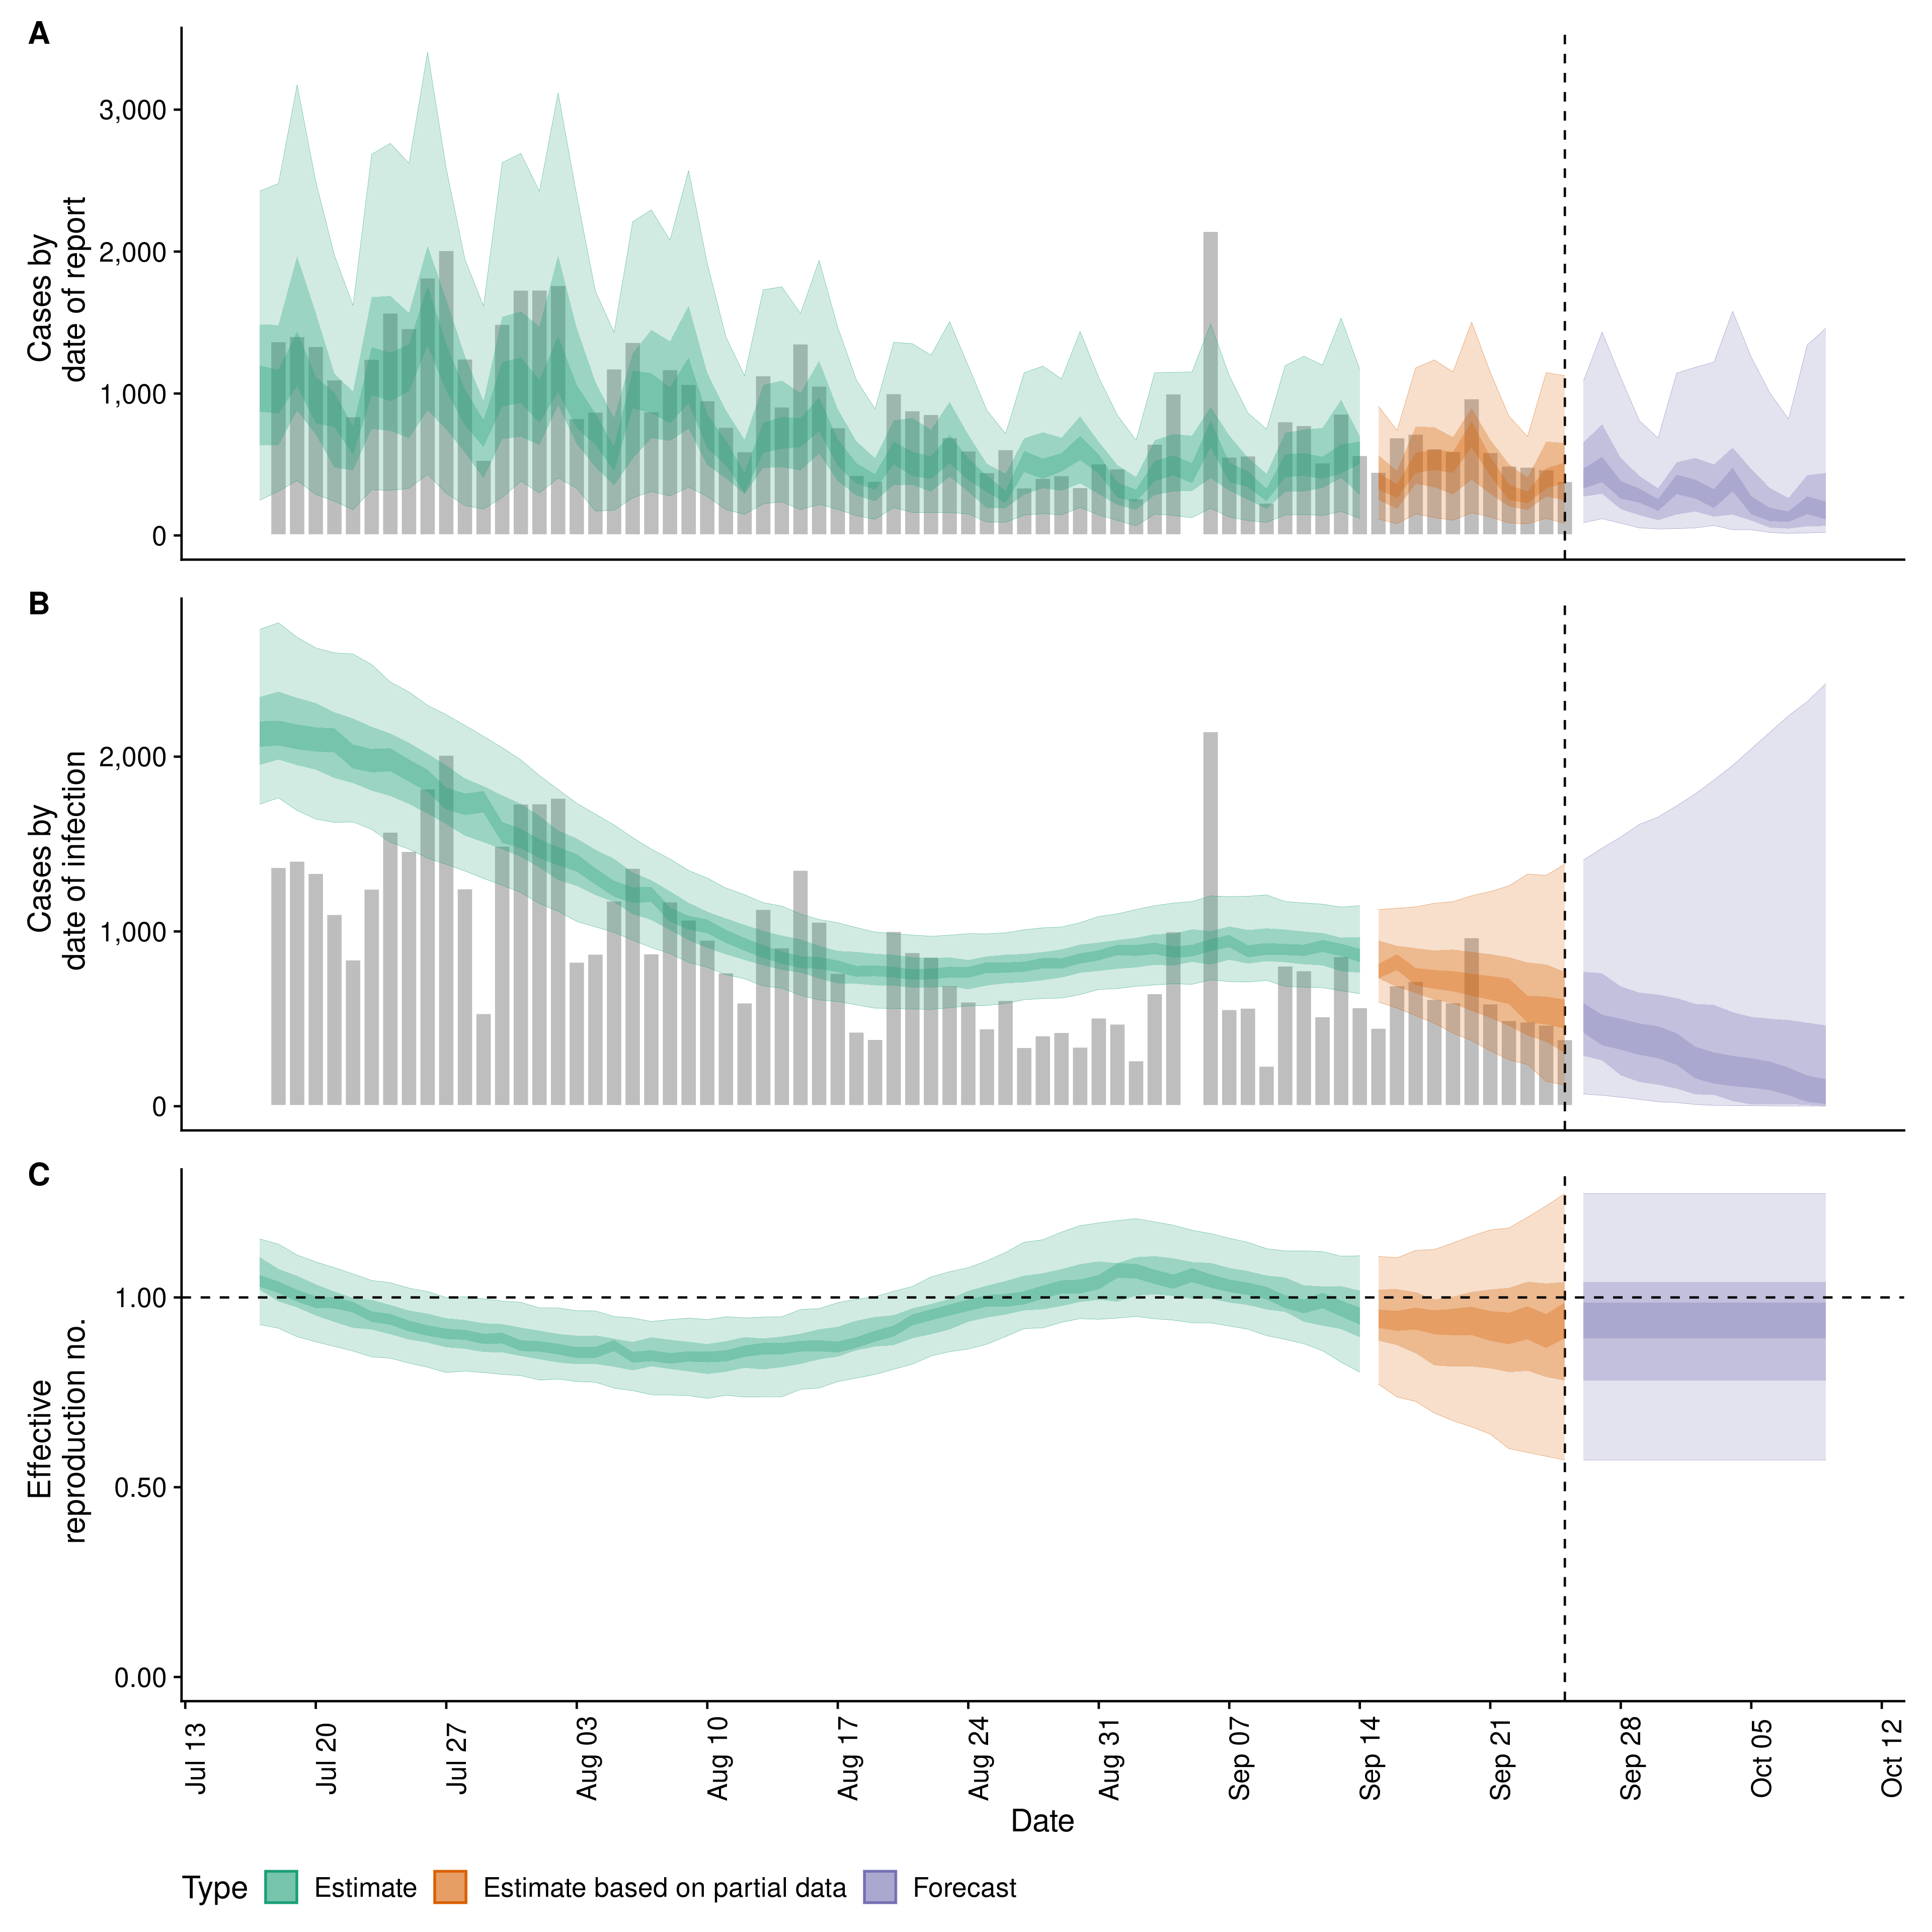 A
3,000
2,000
1,000
0
Cases by
date of report
B
2,000
1,000
0
Cases by
date of infection
C
1.00
0.50
0.00
Effective
reproduction no.
Jul 13
Jul 20
Jul 27
Aug 03
Aug 10
Aug 17
Aug 24
Aug 31
Sep 07
Sep 14
Sep 21
Sep 28
Oct 05
Oct 12
Date
Type Estimate Estimate based on partial data Forecast